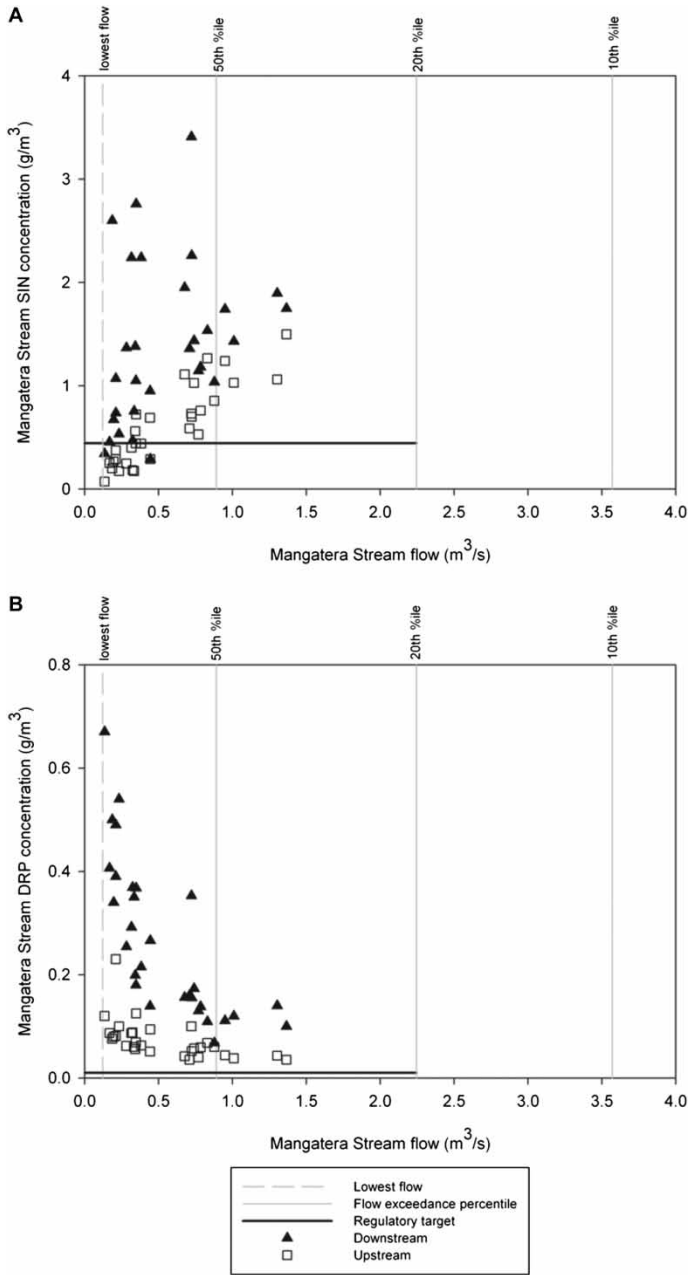 A
lowest flow
50th %ile
20th %ile
10th %ile
Mangatera Stream SIN concentration (g/m³)
4
3
2
1
0
0.0 0.5 1.0 1.5 2.0 2.5 3.0 3.5 4.0
Mangatera Stream flow (m³/s)
B
lowest flow
50th %ile
20th %ile
10th %ile
Mangatera Stream DRP concentration (g/m³)
0.8
0.6
0.4
0.2
0.0
0.0 0.5 1.0 1.5 2.0 2.5 3.0 3.5 4.0
Mangatera Stream flow (m³/s)
Lowest flow
Flow exceedance percentile
Regulatory target
Downstream
Upstream